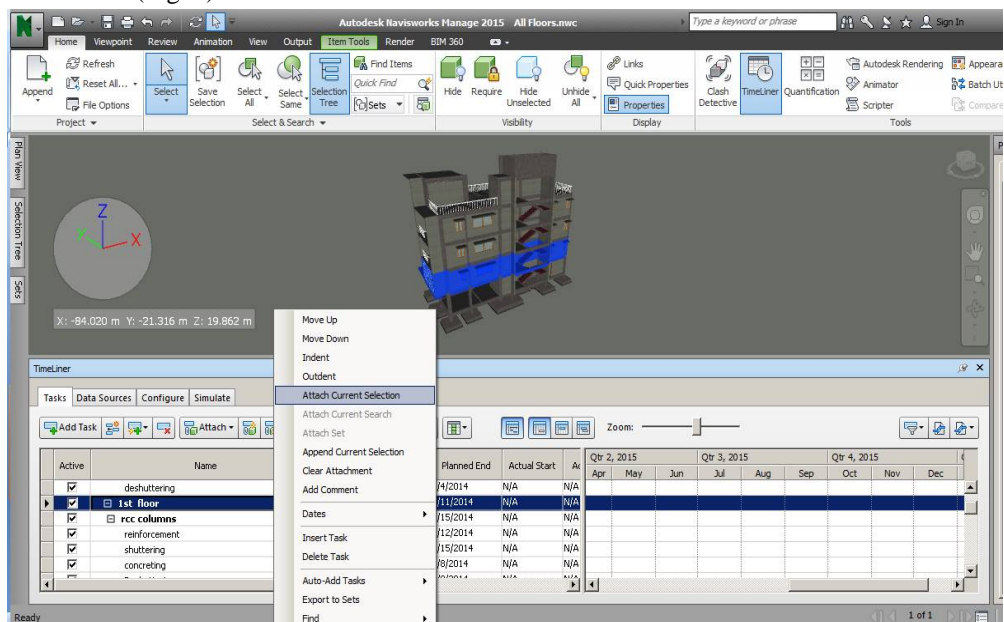 Autodesk Navisworks Manage 2015 All Floors.nwc
Type a keyword or phrase
Sign In
Home Viewpoint Review Animation View Output Item Tools Render BIM 360
Append
Refresh
Reset All...
File Options
Project
Select
Save Selection
Select All
Select Same
Selection Tree
Find Items
Quick Find
Sets
Select & Search
Hide
Require
Hide Unselected
Unhide All
Visibility
Links
Quick Properties
Properties
Display
Clash Detective
TimeLiner
Quantification
Autodesk Rendering
Animator
Scripter
Appeara
Batch Ut
Compare
Tools
Plan View
Selection Tree
Sets
Z
Y
X
X: -84.020 m Y: -21.316 m Z: 19.862 m
Move Up
Move Down
Indent
Outdent
Attach Current Selection
Attach Current Search
Attach Set
Append Current Selection
Clear Attachment
Add Comment
Dates
Insert Task
Delete Task
Auto-Add Tasks
Export to Sets
Find
TimeLiner
Tasks Data Sources Configure Simulate
Add Task
Attach
Zoom:
Active Name Planned End Actual Start Ac
Qtr 2, 2015 Qtr 3, 2015 Qtr 4, 2015
Apr May Jun Jul Aug Sep Oct Nov Dec
deshuttering /4/2014 N/A N/A
1st floor /11/2014 N/A N/A
rcc columns /15/2014 N/A N/A
reinforcement /12/2014 N/A N/A
shuttering /15/2014 N/A N/A
concreting /8/2014 N/A N/A
Ready
1 of 1